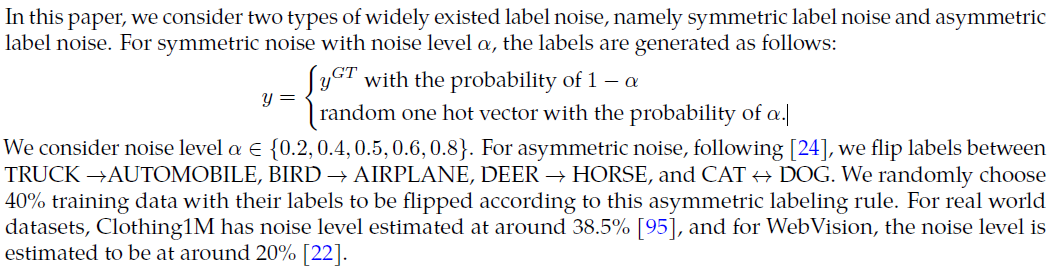 In this paper, we consider two types of widely existed label noise, namely symmetric label noise and asymmetric
label noise. For symmetric noise with noise level α, the labels are generated as follows:
y = { y^{GT} with the probability of 1 − α
random one hot vector with the probability of α.
We consider noise level α ∈ {0.2, 0.4, 0.5, 0.6, 0.8}. For asymmetric noise, following [24], we flip labels between
TRUCK →AUTOMOBILE, BIRD → AIRPLANE, DEER → HORSE, and CAT ↔ DOG. We randomly choose
40% training data with their labels to be flipped according to this asymmetric labeling rule. For real world
datasets, Clothing1M has noise level estimated at around 38.5% [95], and for WebVision, the noise level is
estimated to be at around 20% [22].